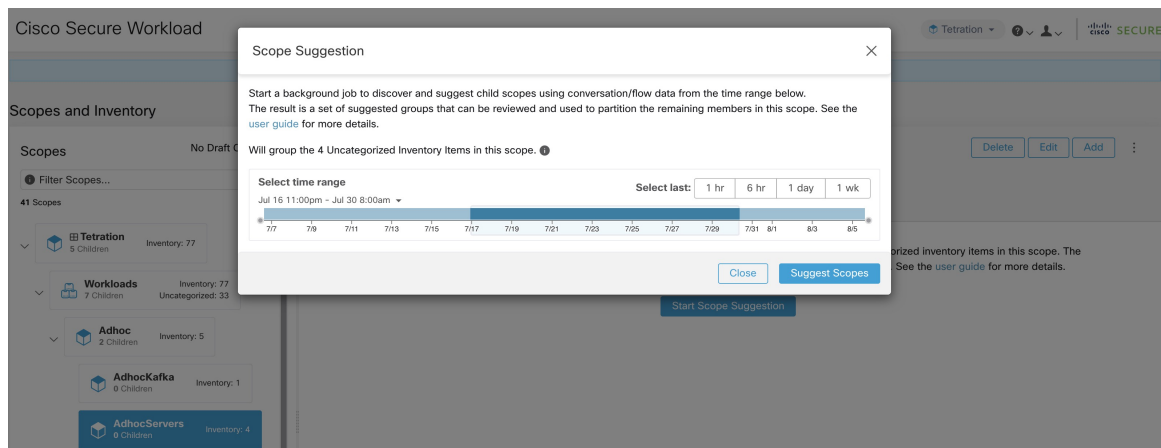 Cisco Secure Workload
Tetration
cisco SECURE
Scope Suggestion
Start a background job to discover and suggest child scopes using conversation/flow data from the time range below.
The result is a set of suggested groups that can be reviewed and used to partition the remaining members in this scope. See the
user guide for more details.
Will group the 4 Uncategorized Inventory Items in this scope.
Select time range
Select last: 1 hr 6 hr 1 day 1 wk
Jul 16 11:00pm - Jul 30 8:00am
7/7 7/9 7/11 7/13 7/15 7/17 7/19 7/21 7/23 7/25 7/27 7/29 7/31 8/1 8/3 8/5
Close Suggest Scopes
Scopes and Inventory
Scopes No Draft
Filter Scopes...
41 Scopes
Tetration
5 Children
Inventory: 77
Workloads
7 Children
Inventory: 77
Uncategorized: 33
Adhoc
2 Children
Inventory: 5
AdhocKafka
0 Children
Inventory: 1
AdhocServers
0 Children
Inventory: 4
Delete Edit Add
orized inventory items in this scope. The
See the user guide for more details.
Start Scope Suggestion